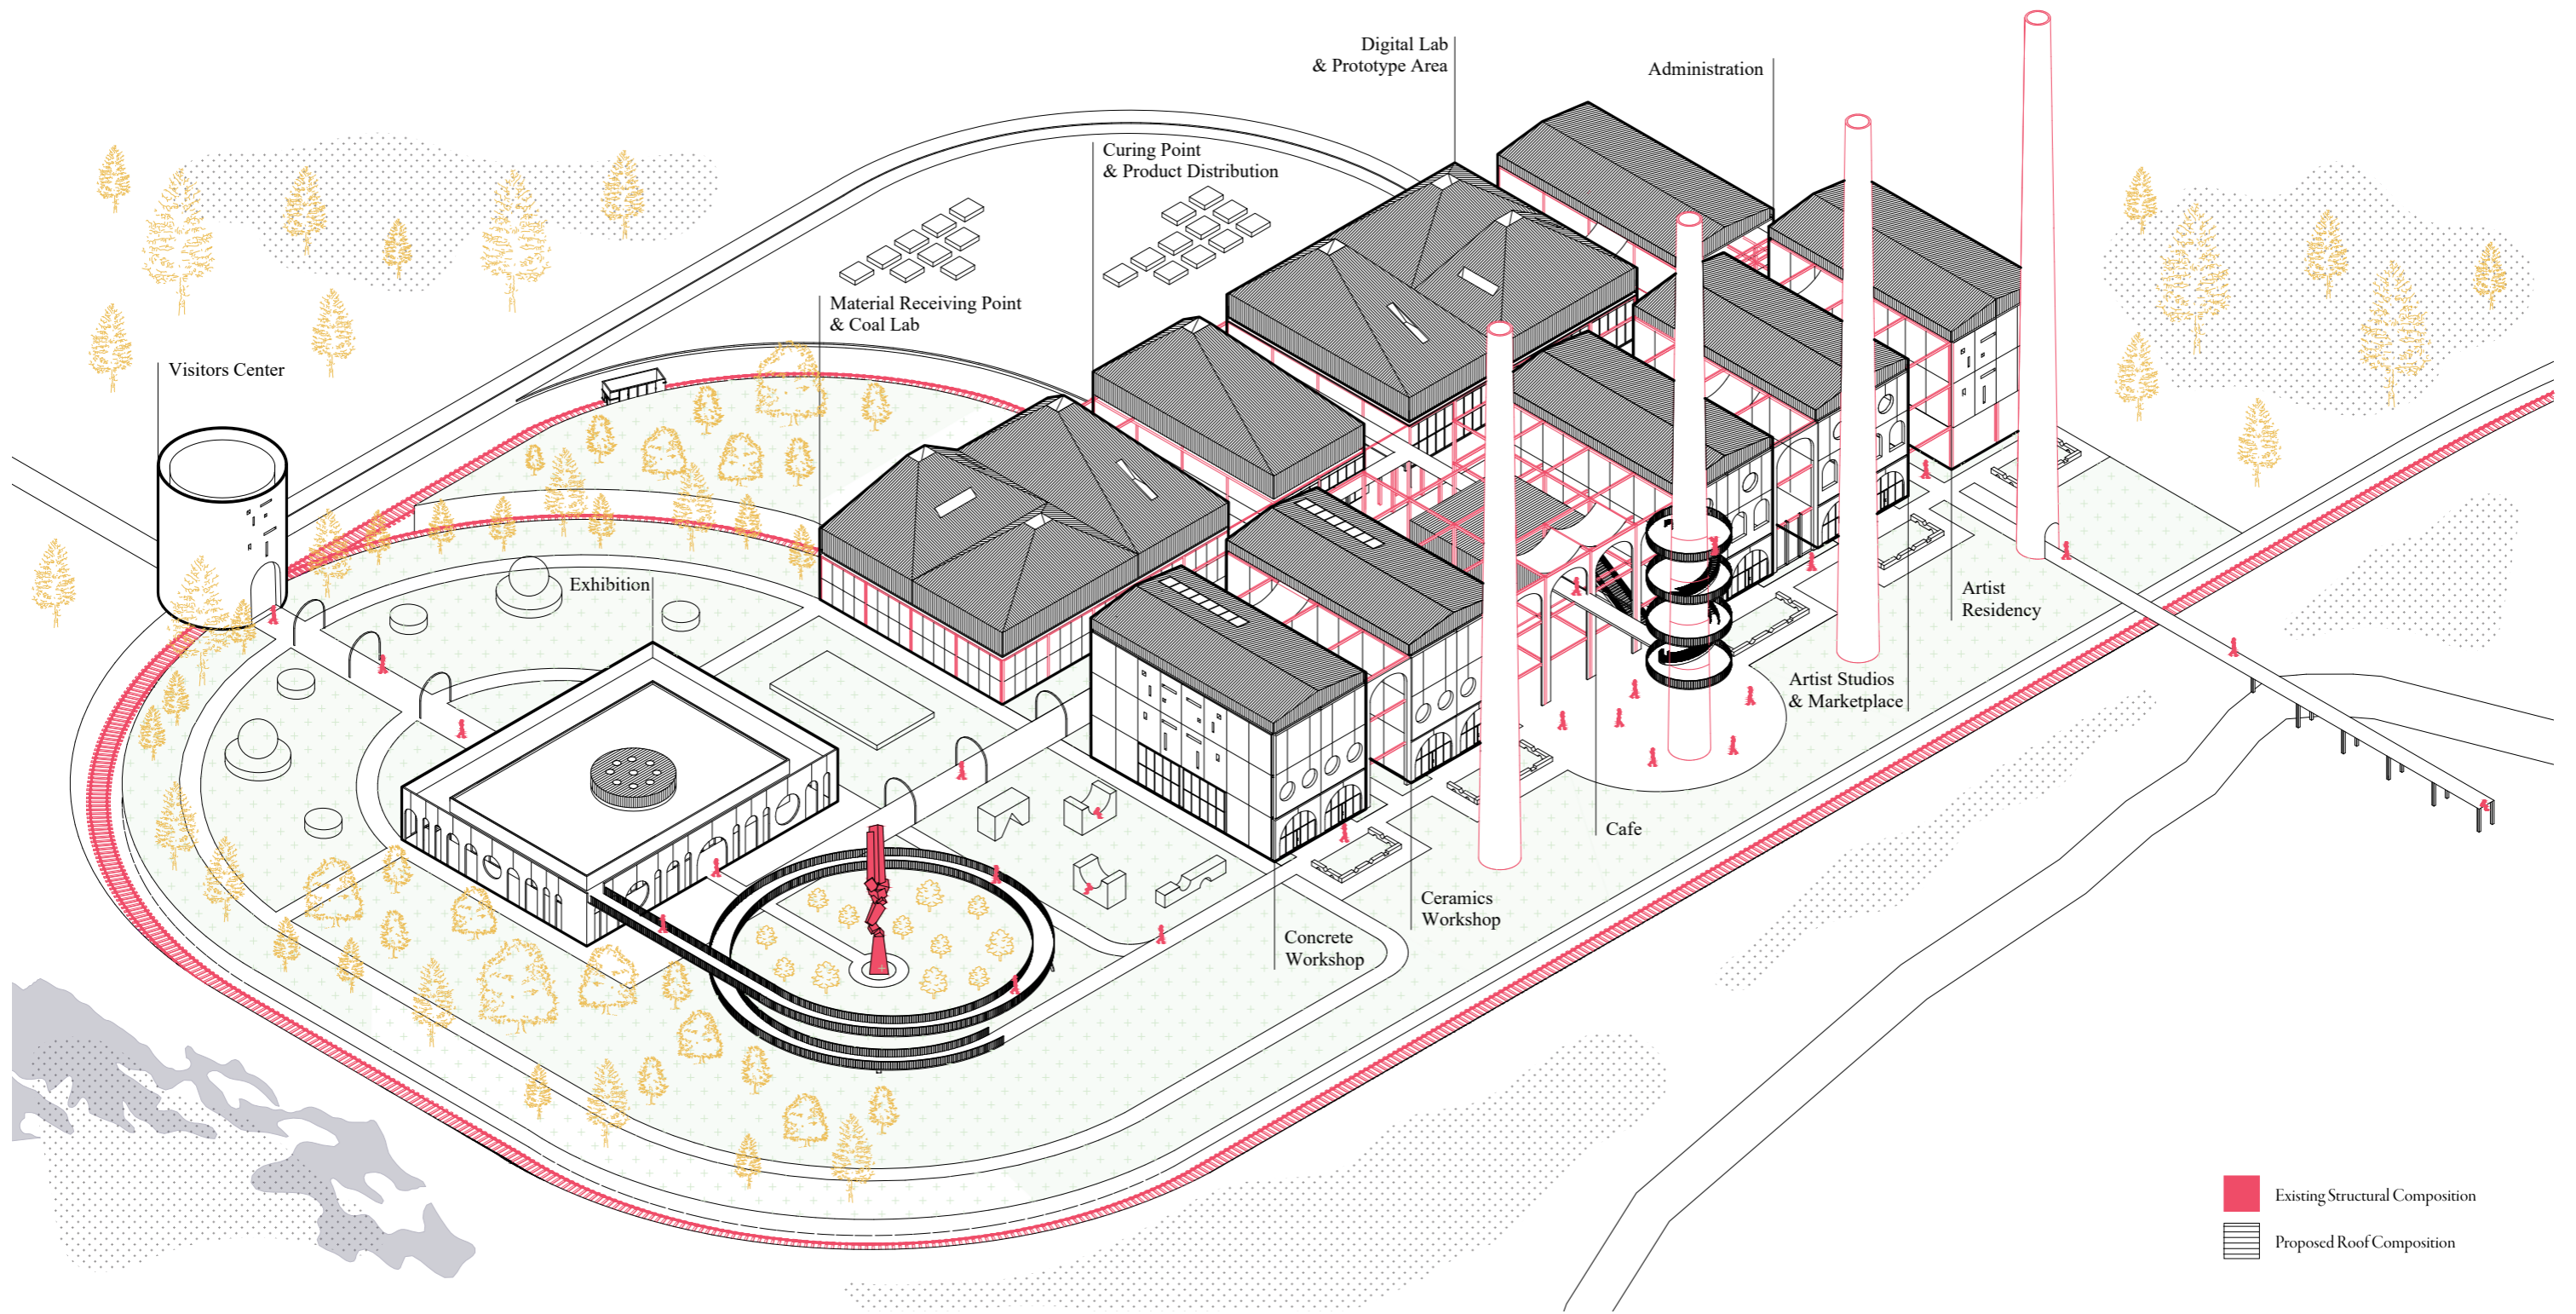 Digital Lab
& Prototype Area
Administration
Curing Point
& Product Distribution
Material Receiving Point
& Coal Lab
Visitors Center
Exhibition
Artist
Residency
Artist Studios
& Marketplace
Cafe
Ceramics
Workshop
Concrete
Workshop
Existing Structural Composition
Proposed Roof Composition